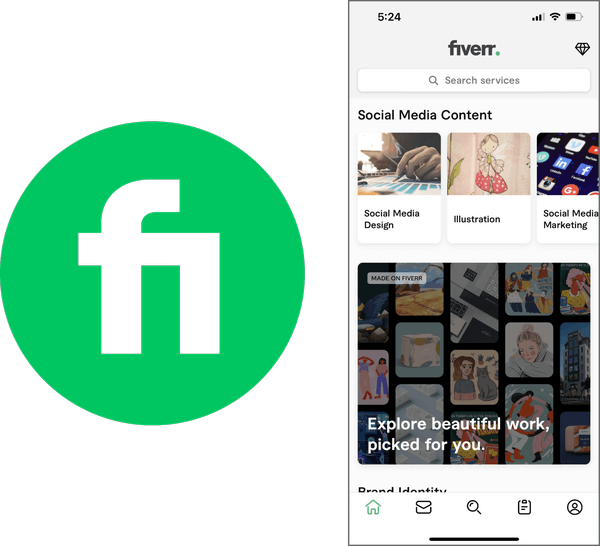 fi
5:24
fiverr.
Search services
Social Media Content
Social Media
Design
Illustration
Social Media
Marketing
MADE ON FIVERR
Explore beautiful work,
picked for you.
Brand Identity